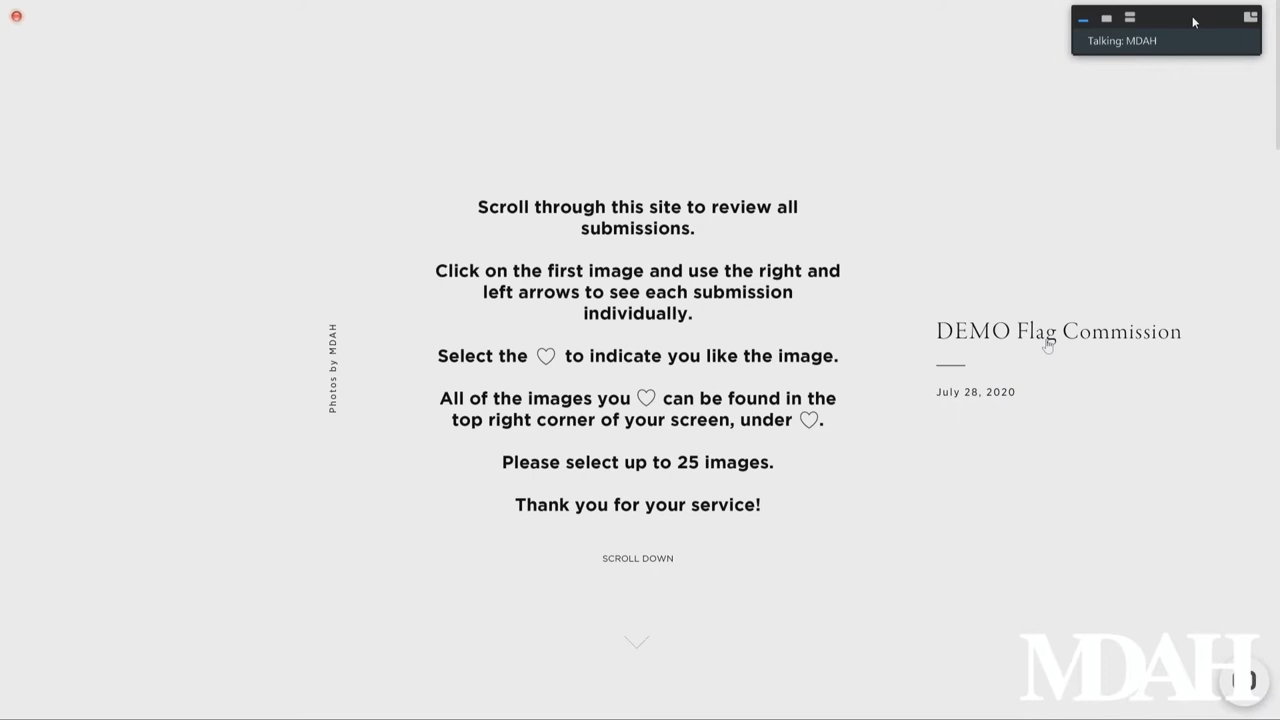 Talking: MDAH
Scroll through this site to review all
submissions.
Click on the first image and use the right and
left arrows to see each submission
individually.
Select the ♡ to indicate you like the image.
All of the images you ♡ can be found in the
top right corner of your screen, under ♡.
Please select up to 25 images.
Thank you for your service!
SCROLL DOWN
Photos by MDAH
DEMO Flag Commission
July 28, 2020
MDAH